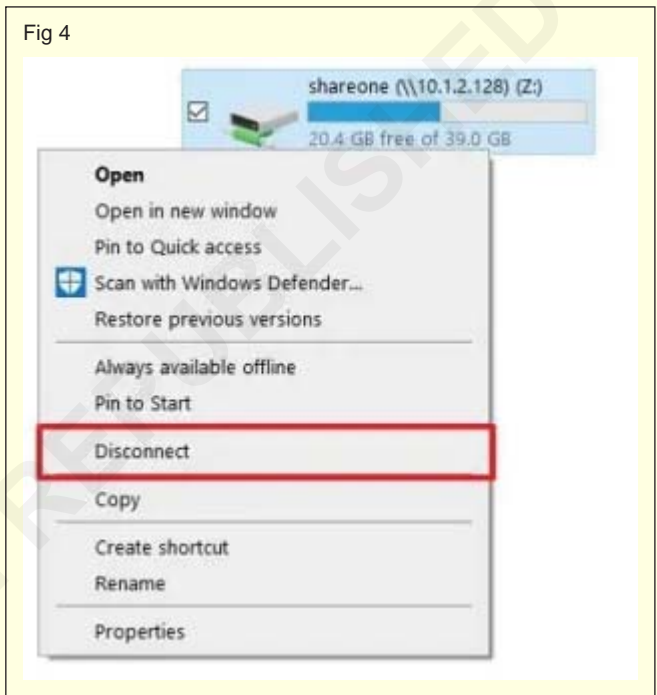 Fig 4
shareone (\\10.1.2.128) (Z:)
20.4 GB free of 39.0 GB
Open
Open in new window
Pin to Quick access
Scan with Windows Defender...
Restore previous versions
Always available offline
Pin to Start
Disconnect
Copy
Create shortcut
Rename
Properties
REPUBLISHED